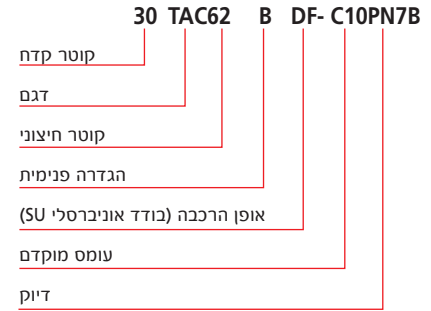 30 TAC62 B DF- C10PN7B
קוטר קדח
דגם
קוטר חיצוני
הגדרה פנימית
אופן הרכבה (בודד אוניברסלי SU)
עומס מוקדם
דיוק